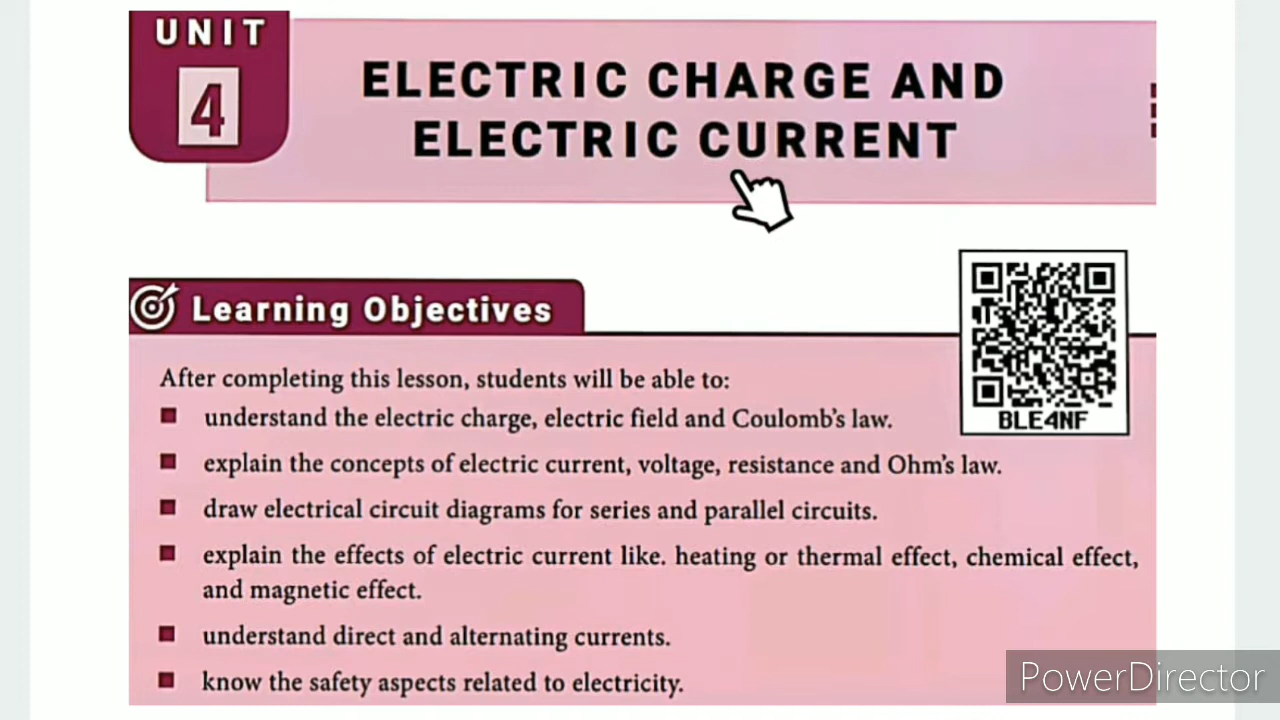 UNIT
4
ELECTRIC CHARGE AND
ELECTRIC CURRENT
Learning Objectives
BLE4NF
After completing this lesson, students will be able to:
understand the electric charge, electric field and Coulomb's law.
explain the concepts of electric current, voltage, resistance and Ohm's law.
draw electrical circuit diagrams for series and parallel circuits.
explain the effects of electric current like. heating or thermal effect, chemical effect,
and magnetic effect.
understand direct and alternating currents.
know the safety aspects related to electricity.
PowerDirector